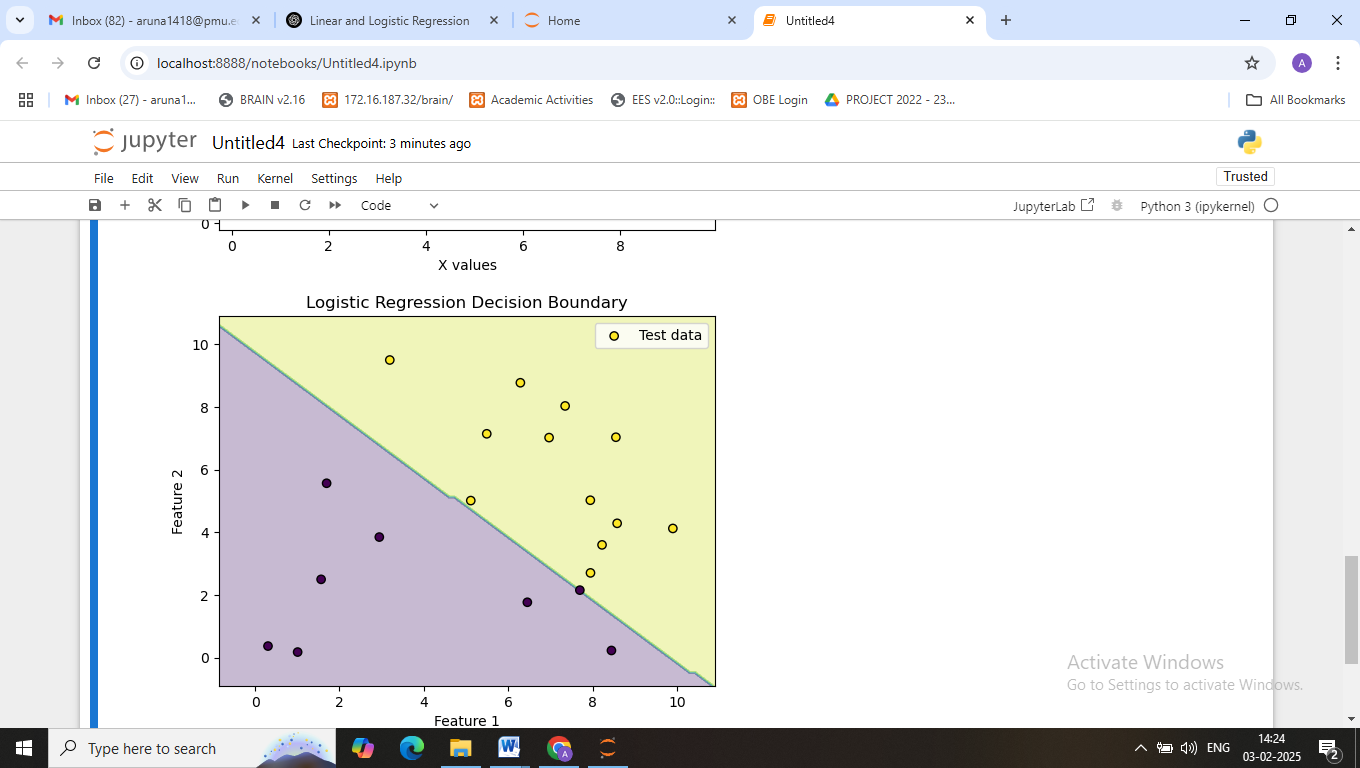 Inbox (82) - aruna1418@pmu.e
Linear and Logistic Regression
Home
Untitled4
localhost:8888/notebooks/Untitled4.ipynb
A
Inbox (27) - aruna1...
BRAIN v2.16
172.16.187.32/brain/
Academic Activities
EES v2.0::Login::
OBE Login
PROJECT 2022 - 23...
All Bookmarks
jupyter Untitled4 Last Checkpoint: 3 minutes ago
File Edit View Run Kernel Settings Help
Trusted
Code
JupyterLab
Python 3 (ipykernel)
0
0 2 4 6 8
X values
Logistic Regression Decision Boundary
Test data
10
8
6
4
2
0
Feature 2
0 2 4 6 8 10
Feature 1
Activate Windows
Go to Settings to activate Windows.
Type here to search
W
A
ENG
14:24
03-02-2025
2